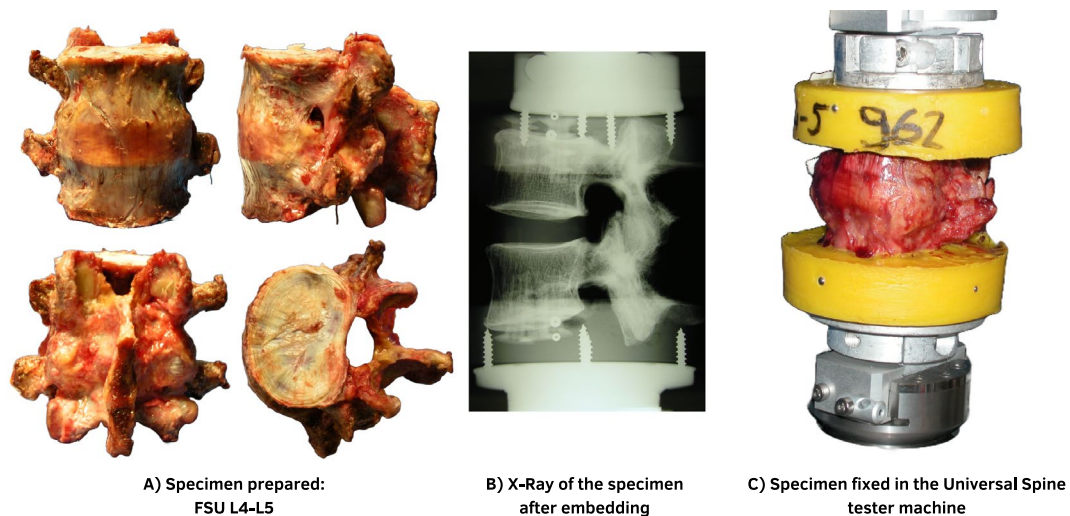 -5 962
A) Specimen prepared:
FSU L4-L5
B) X-Ray of the specimen
after embedding
C) Specimen fixed in the Universal Spine
tester machine